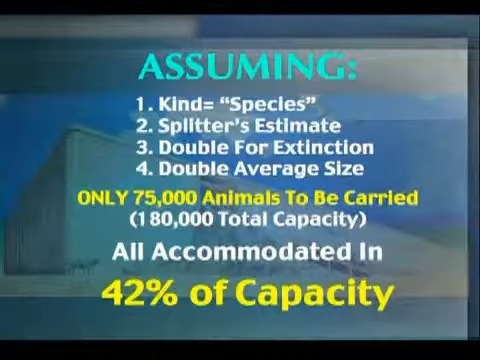 ASSUMING:
1. Kind= "Species"
2. Splitter's Estimate
3. Double For Extinction
4. Double Average Size
ONLY 75,000 Animals To Be Carried
(180,000 Total Capacity)
All Accommodated In
42% of Capacity